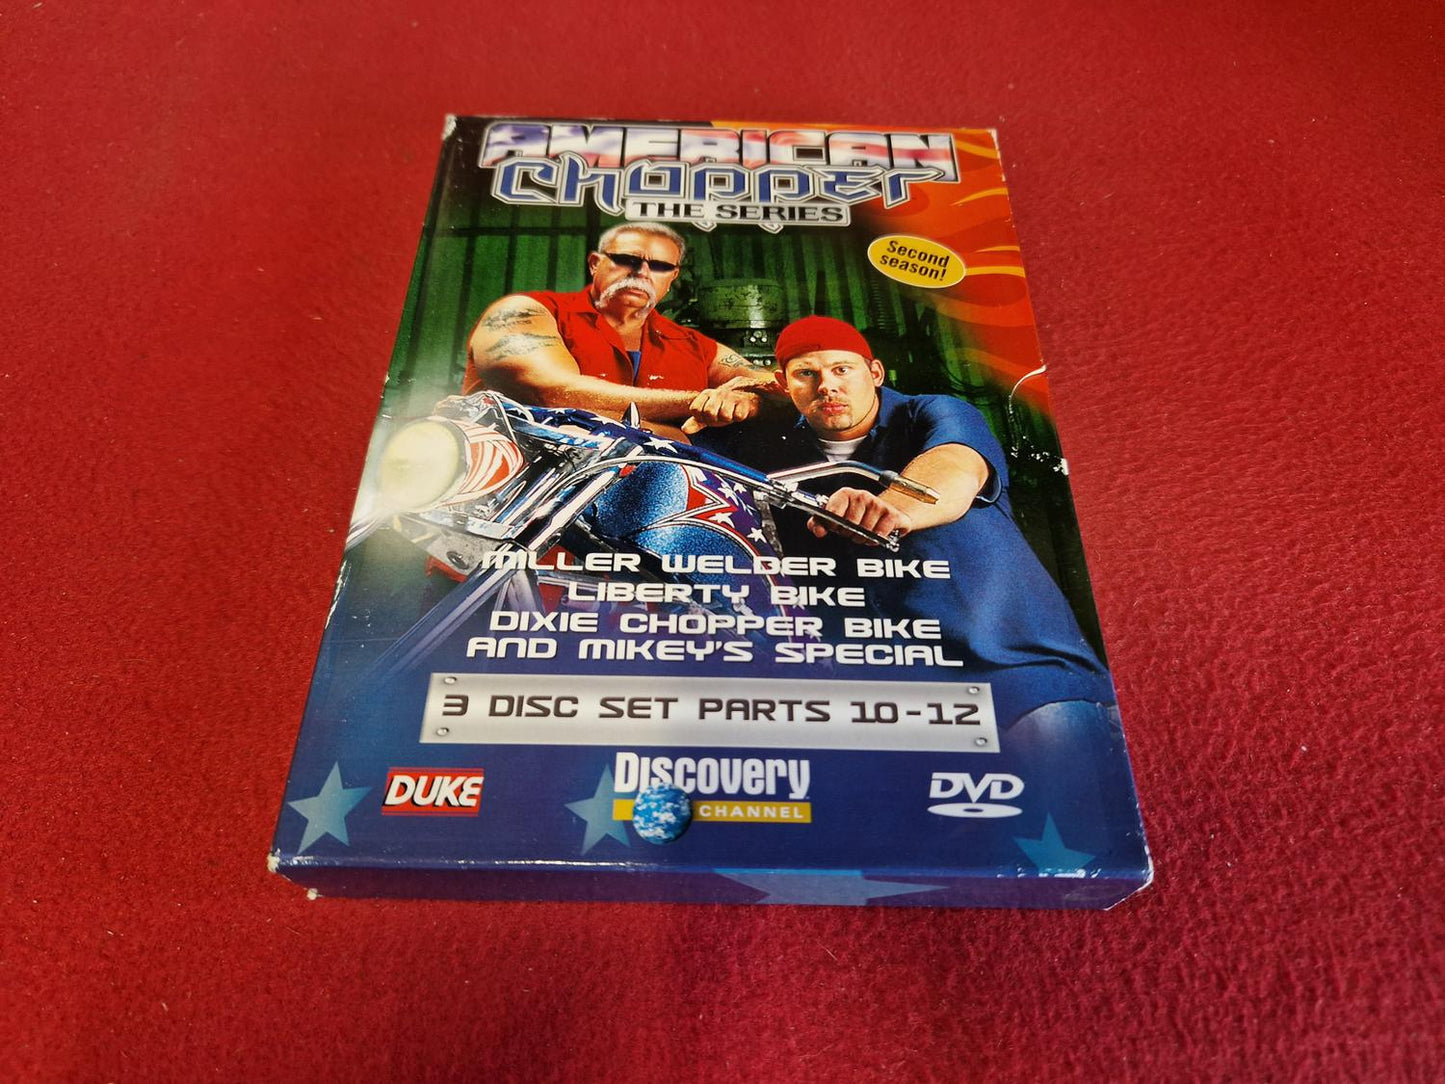 AMERICAN
CHOPPER
THE SERIES
Second
season!
MILLER WELDER BIKE
LIBERTY BIKE
DIXIE CHOPPER BIKE
AND MIKEY'S SPECIAL
3 DISC SET PARTS 10-12
DUKE
Discovery
CHANNEL
DVD